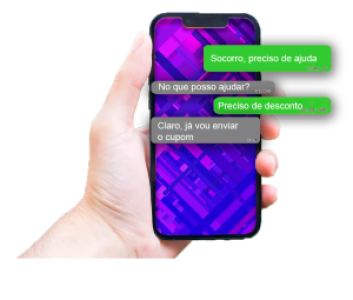 Socorro, preciso de ajuda
No que posso ajudar?
Preciso de desconto
Claro, já vou enviar
o cupom